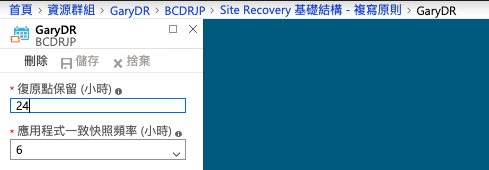 首頁 > 資源群組 > GaryDR > BCDRJP > Site Recovery 基礎結構 - 複寫原則 > GaryDR
GaryDR
BCDRJP
刪除 儲存 捨棄
* 復原點保留 (小時)
24
* 應用程式一致快照頻率 (小時)
6